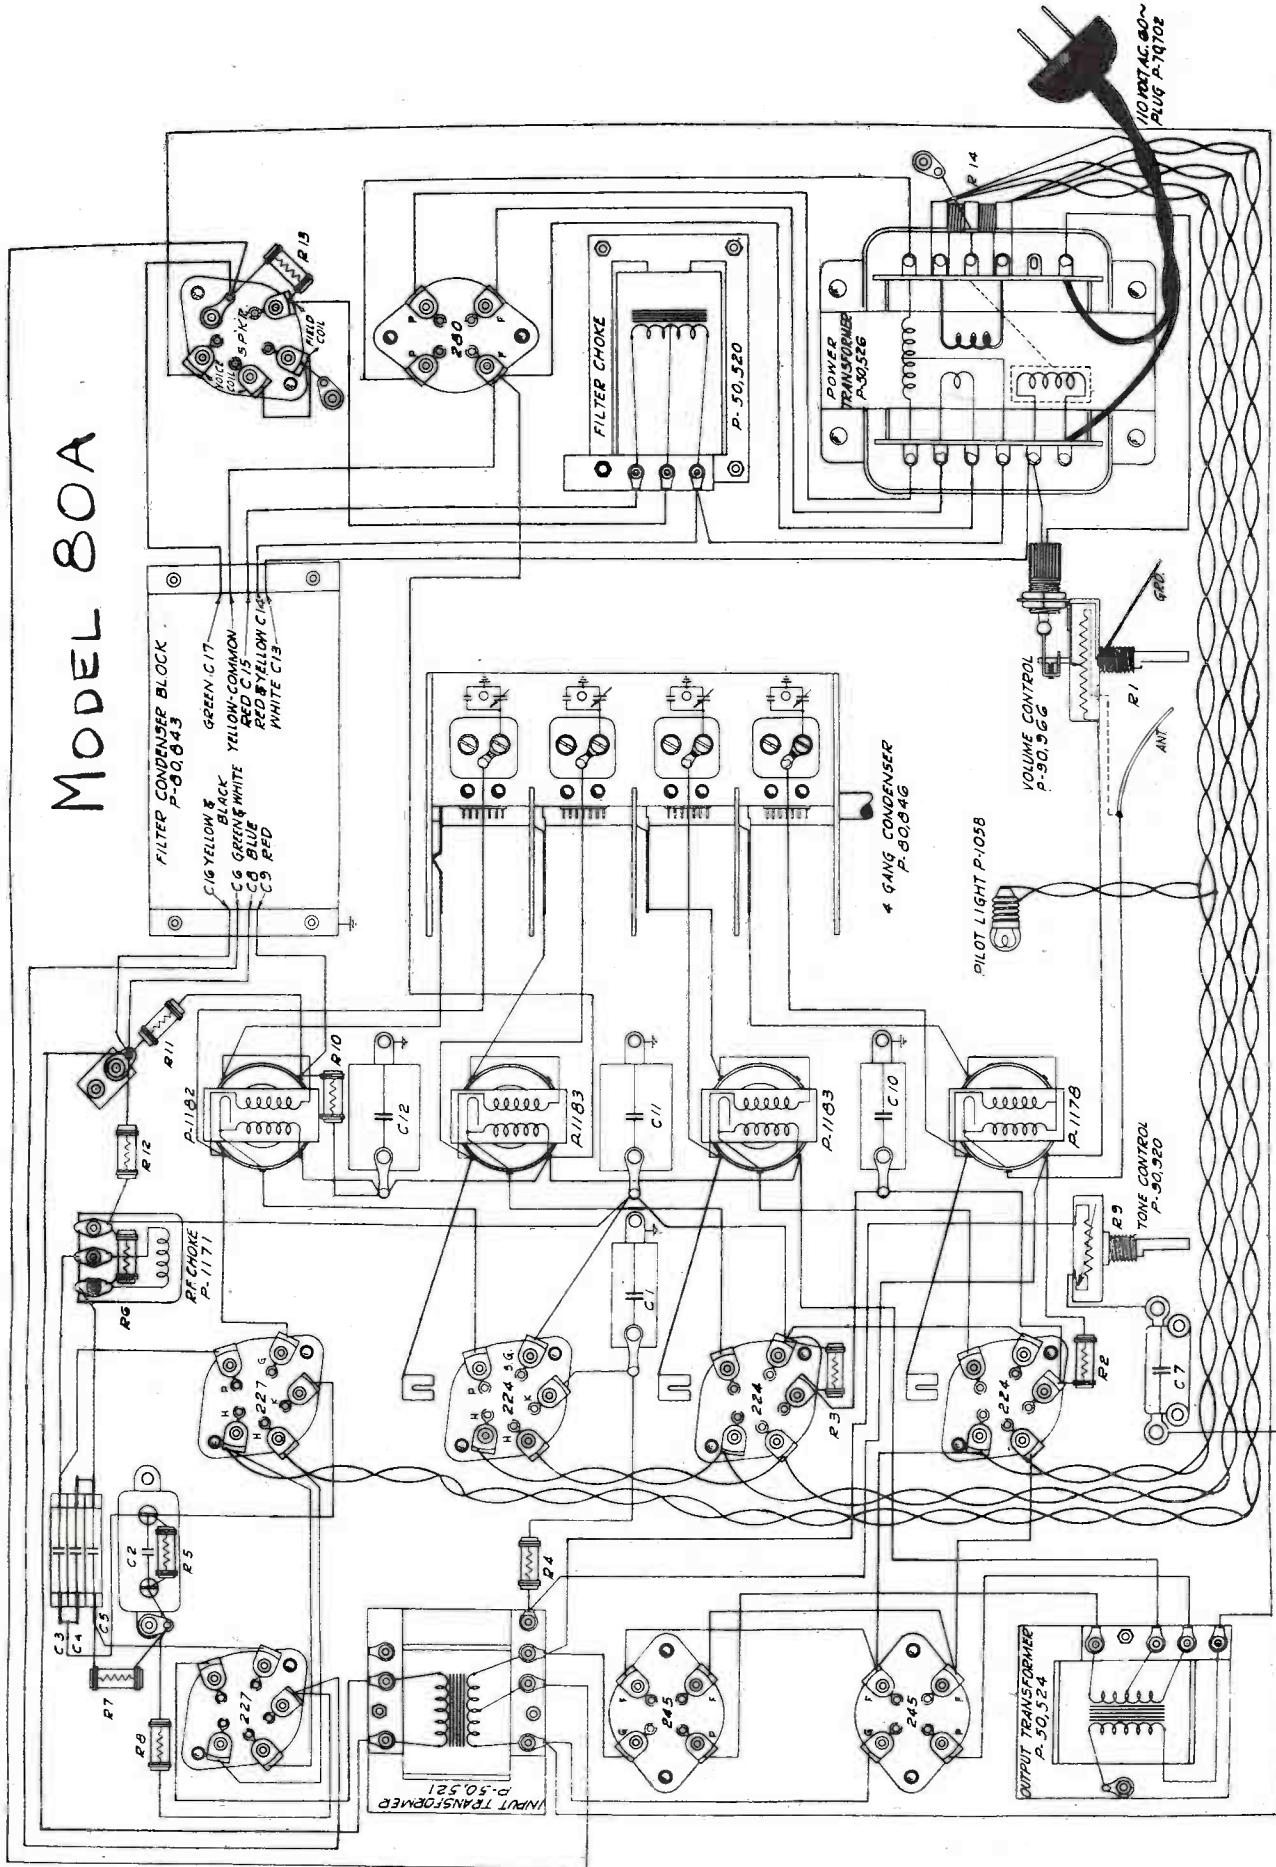 MODEL 80A
FILTER CONDENSER BLOCK
P-80,843
C16 YELLOW &
BLACK
C6 GREEN & WHITE
C8 BLUE
C9 RED
GREEN C17
YELLOW-COMMON
RED C15
RED & YELLOW C14
WHITE C13
VOICE
COIL
SPKR.
FIELD
COIL
R13
P
P
280
F
F
FILTER CHOKE
P-50,520
POWER
TRANSFORMER
P-50,526
R 14
110 VOLT A.C. 60~
PLUG P-70702
R11
R12
R10
R6
R.F. CHOKE
P-1171
P-1182
C12
P-1183
C11
P-1183
C10
P-1178
4 GANG CONDENSER
P-80,846
PILOT LIGHT P-1058
VOLUME CONTROL
P-90,966
R1
GRD.
ANT
TONE CONTROL
P-90,920
R9
C7
R2
C1
P
G
H
227
H
K
P
S.G.
H
224
H
K
224
R3
224
C3
C4
C5
C2
R5
R7
R8
227
R4
INPUT TRANSFORMER
P-50,521
G
F
245
P
F
G
F
245
P
F
OUTPUT TRANSFORMER
P-50,524